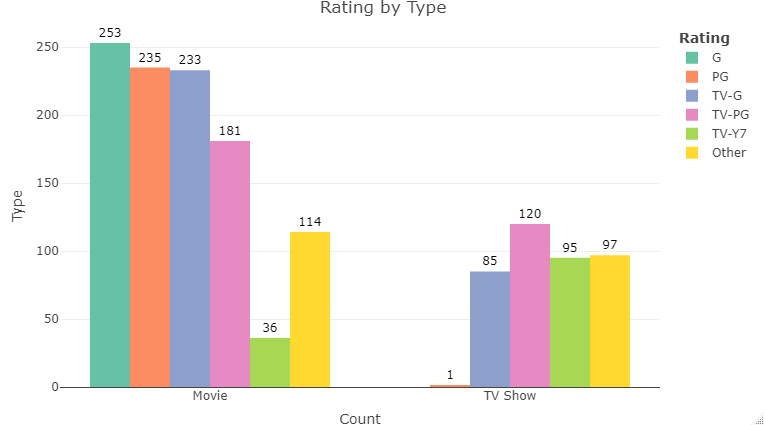 Rating by Type
Rating
G
PG
TV-G
TV-PG
TV-Y7
Other
Type
250
200
150
100
50
0
253
235
233
181
36
114
1
85
120
95
97
Movie
TV Show
Count